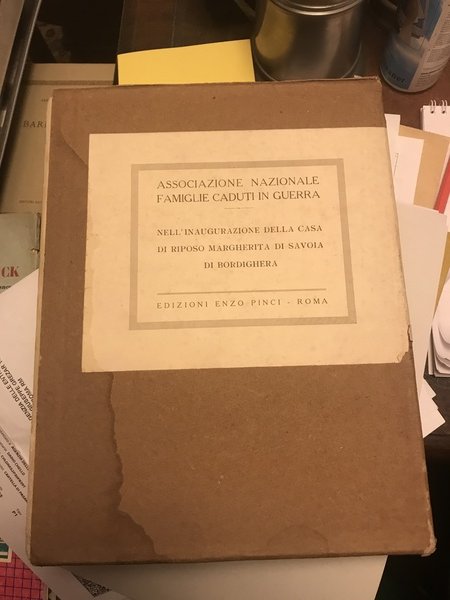 ASSOCIAZIONE NAZIONALE
FAMIGLIE CADUTI IN GUERRA
NELL'INAUGURAZIONE DELLA CASA
DI RIPOSO MARGHERITA DI SAVOIA
DI BORDIGHERA
EDIZIONI ENZO PINCI - ROMA